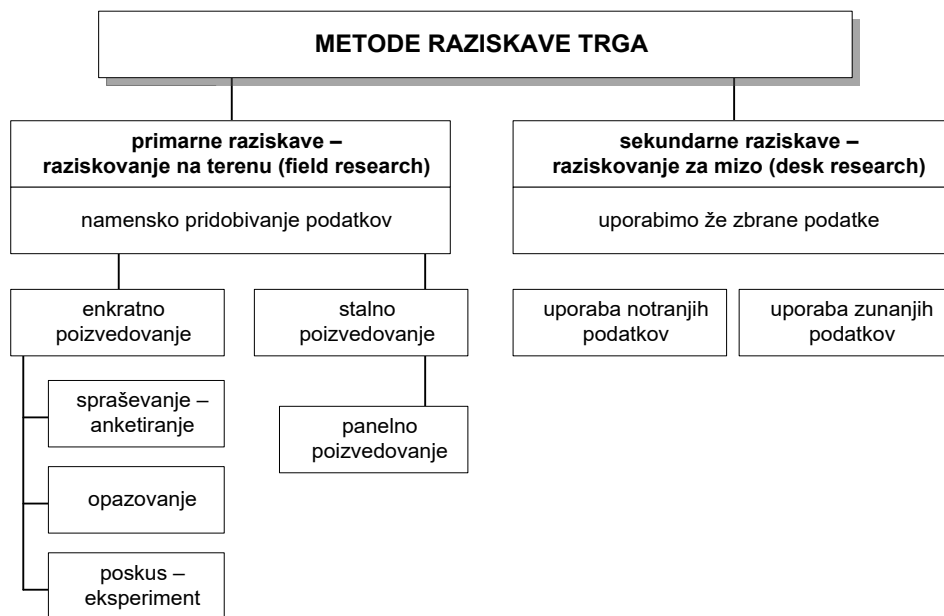 METODE RAZISKAVE TRGA
primarne raziskave –
raziskovanje na terenu (field research)
namensko pridobivanje podatkov
sekundarne raziskave –
raziskovanje za mizo (desk research)
uporabimo že zbrane podatke
enkratno
poizvedovanje
stalno
poizvedovanje
uporaba notranjih
podatkov
uporaba zunanjih
podatkov
spraševanje –
anketiranje
panelno
poizvedovanje
opazovanje
poskus –
eksperiment